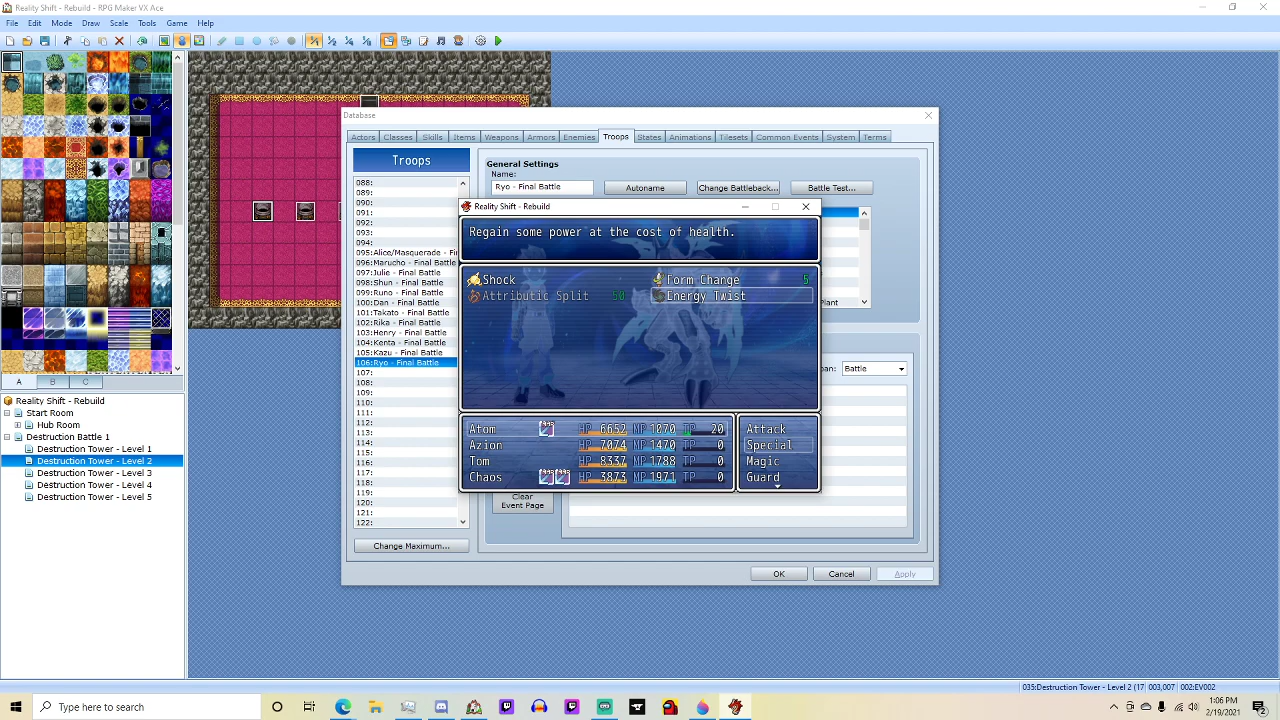 Reality Shift - Rebuild - RPG Maker VX Ace
File Edit Mode Draw Scale Tools Game Help
Database
Actors Classes Skills Items Weapons Armors Enemies Troops States Animations Tilesets Common Events System Terms
Troops
088:
089:
090:
091:
092:
093:
094:
095:Alice/Masquerade - Fin
096:Marucho - Final Battle
097:Julie - Final Battle
098:Shun - Final Battle
099:Runo - Final Battle
100:Dan - Final Battle
101:Takato - Final Battle
102:Rika - Final Battle
103:Henry - Final Battle
104:Kenta - Final Battle
105:Kazu - Final Battle
106:Ryo - Final Battle
107:
108:
109:
110:
111:
112:
113:
114:
115:
116:
117:
118:
119:
120:
121:
122:
Change Maximum...
General Settings
Name:
Ryo - Final Battle
Autoname
Change Battleback...
Battle Test...
Plant
an: Battle
Clear
Event Page
OK
Cancel
Apply
Reality Shift - Rebuild
Regain some power at the cost of health.
Shock
Form Change 5
Attributic Split 50
Energy Twist
Atom HP 6652 MP 1070 TP 20
Azion HP 7074 MP 1470 TP 0
Tom HP 8337 MP 1788 TP 0
Chaos HP 3873 MP 1971 TP 0
Attack
Special
Magic
Guard
A B C
Reality Shift - Rebuild
Start Room
Hub Room
Destruction Battle 1
Destruction Tower - Level 1
Destruction Tower - Level 2
Destruction Tower - Level 3
Destruction Tower - Level 4
Destruction Tower - Level 5
035:Destruction Tower - Level 2 (17 003,007 002:EV002
Type here to search
1:06 PM
2/19/2021